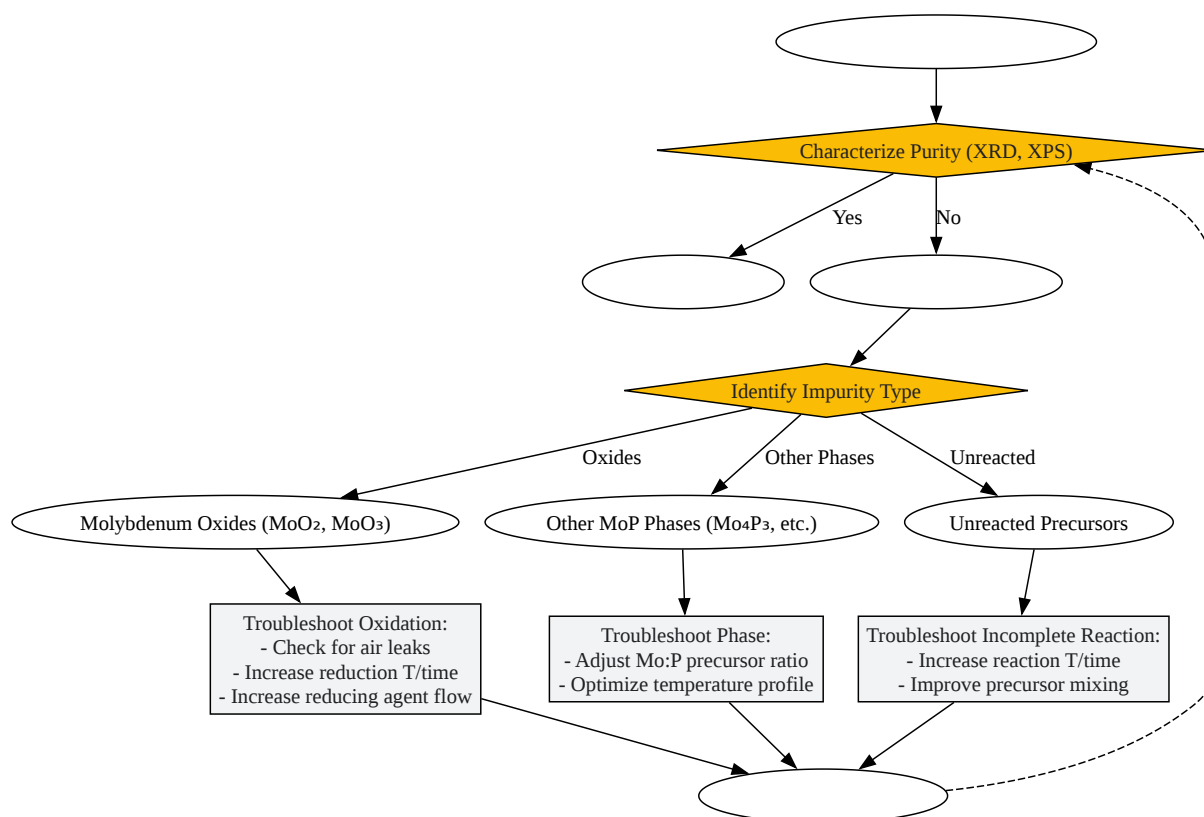 Characterize Purity (XRD, XPS)
Yes
No
Identify Impurity Type
Oxides
Other Phases
Unreacted
Molybdenum Oxides (MoO₂, MoO₃)
Other MoP Phases (Mo₄P₃, etc.)
Unreacted Precursors
Troubleshoot Oxidation:
- Check for air leaks
- Increase reduction T/time
- Increase reducing agent flow
Troubleshoot Phase:
- Adjust Mo:P precursor ratio
- Optimize temperature profile
Troubleshoot Incomplete Reaction:
- Increase reaction T/time
- Improve precursor mixing